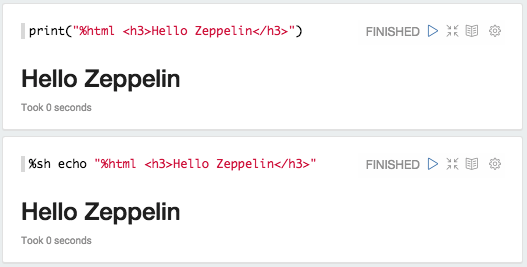 print("%html <h3>Hello Zeppelin</h3>")
FINISHED
Hello Zeppelin
Took 0 seconds
%sh echo "%html <h3>Hello Zeppelin</h3>"
FINISHED
Hello Zeppelin
Took 0 seconds